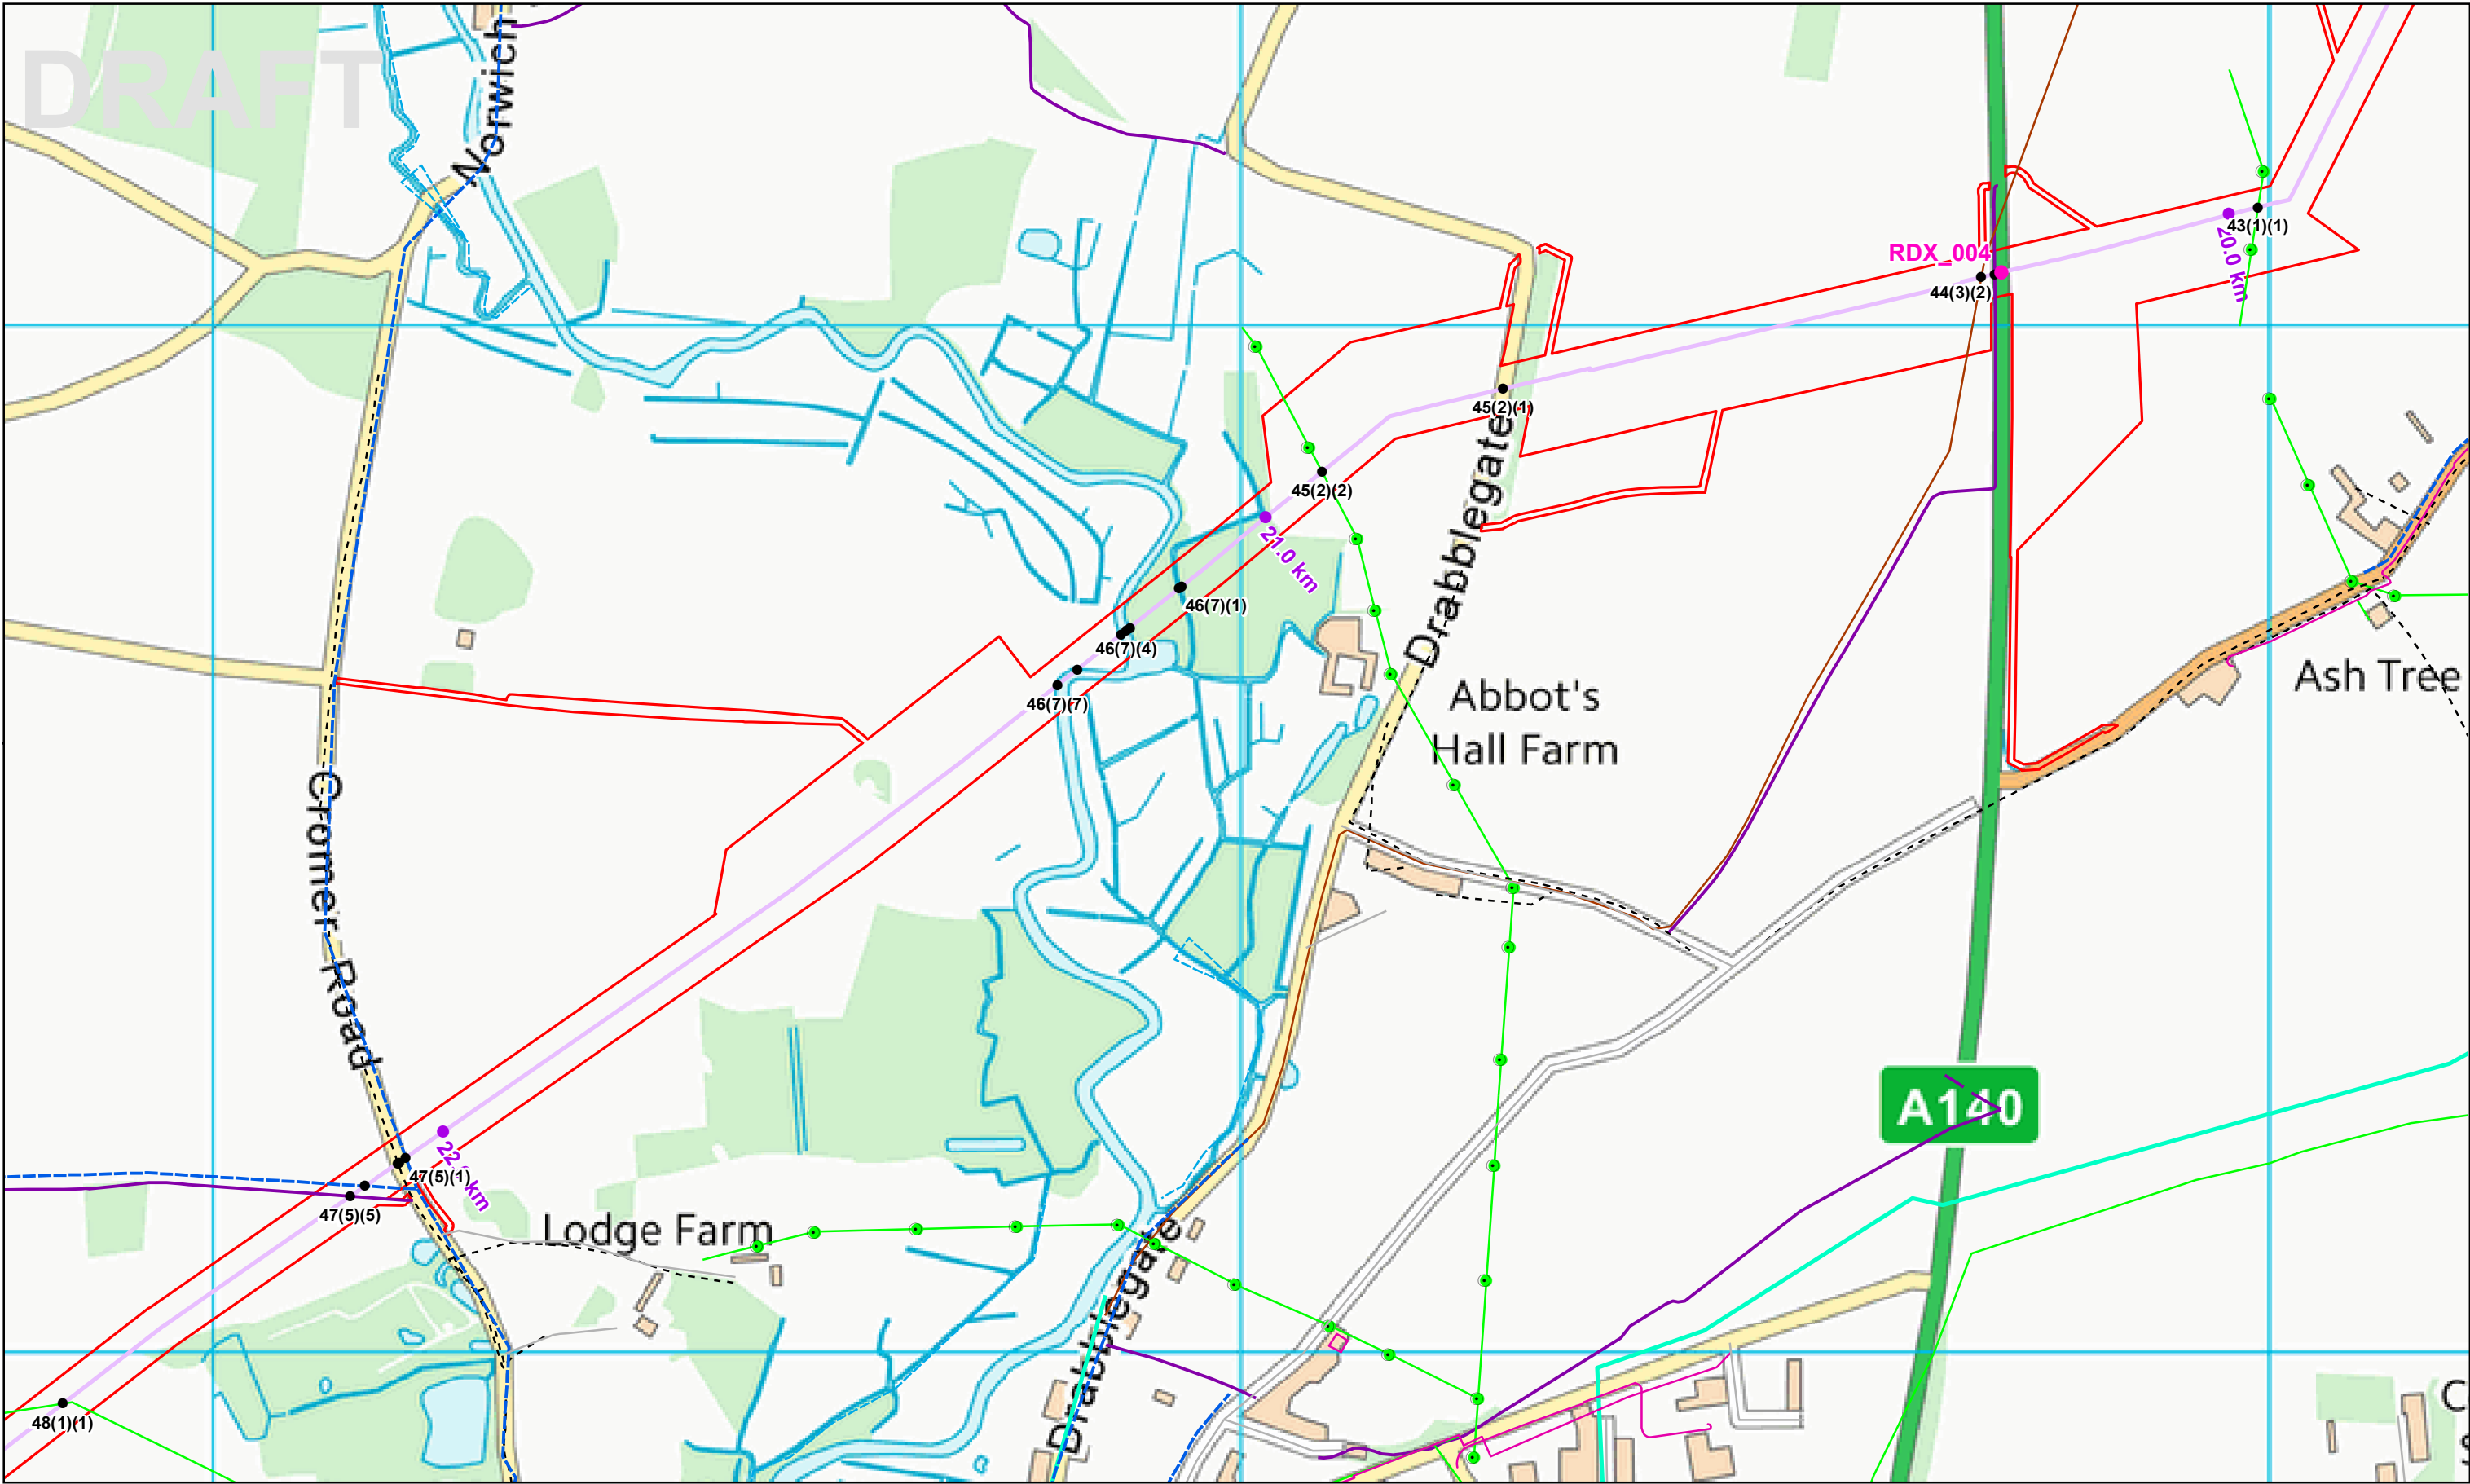 DRAFT
Norwich
43(1)(1)
20.0 km
RDX_004
44(3)(2)
45(2)(1)
Drabblegate
45(2)(2)
21.0 km
46(7)(1)
46(7)(4)
46(7)(7)
Abbot's
Hall Farm
Ash Tree
Cromer Road
A140
47(5)(1)
22. km
47(5)(5)
Lodge Farm
Drabblegate
48(1)(1)